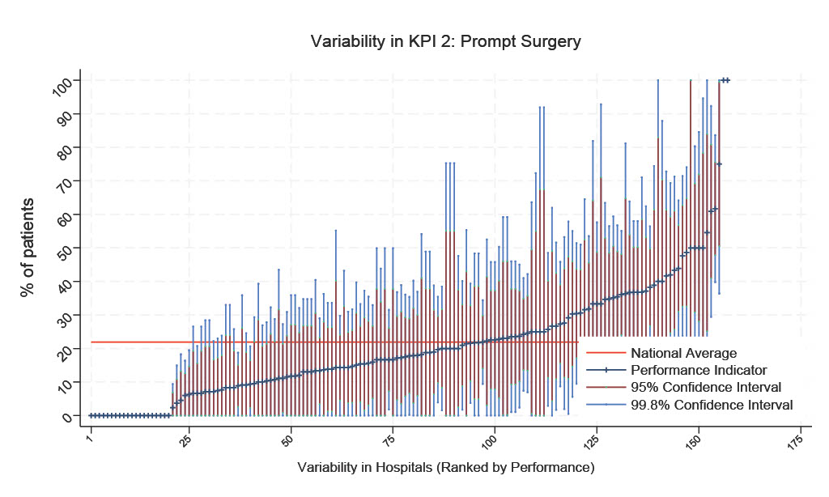 Variability in KPI 2: Prompt Surgery
% of patients
100
90
80
70
60
50
40
30
20
10
0
1
25
50
75
100
125
150
175
National Average
Performance Indicator
95% Confidence Interval
99.8% Confidence Interval
Variability in Hospitals (Ranked by Performance)